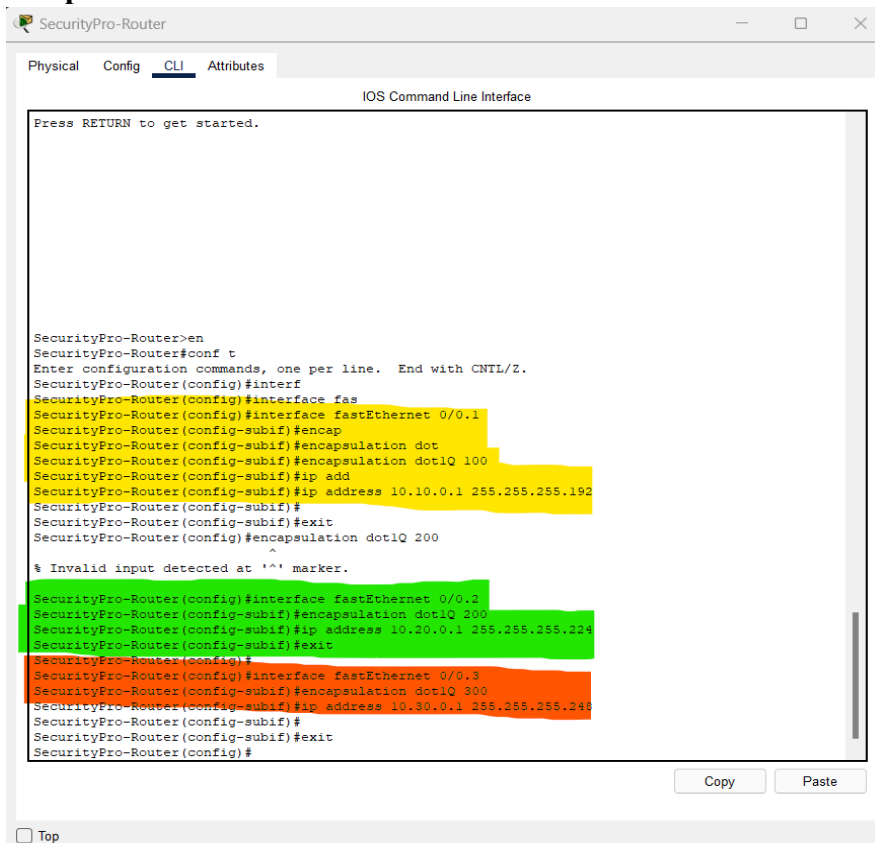 SecurityPro-Router
Physical Config CLI Attributes
IOS Command Line Interface
Press RETURN to get started.
SecurityPro-Router>en
SecurityPro-Router#conf t
Enter configuration commands, one per line. End with CNTL/Z.
SecurityPro-Router(config)#interf
SecurityPro-Router(config)#interface fas
SecurityPro-Router(config)#interface fastEthernet 0/0.1
SecurityPro-Router(config-subif)#encap
SecurityPro-Router(config-subif)#encapsulation dot
SecurityPro-Router(config-subif)#encapsulation dot1Q 100
SecurityPro-Router(config-subif)#ip add
SecurityPro-Router(config-subif)#ip address 10.10.0.1 255.255.255.192
SecurityPro-Router(config-subif)#
SecurityPro-Router(config-subif)#exit
SecurityPro-Router(config)#encapsulation dot1Q 200
^
% Invalid input detected at '^' marker.
SecurityPro-Router(config)#interface fastEthernet 0/0.2
SecurityPro-Router(config-subif)#encapsulation dot1Q 200
SecurityPro-Router(config-subif)#ip address 10.20.0.1 255.255.255.224
SecurityPro-Router(config-subif)#exit
SecurityPro-Router(config)#
SecurityPro-Router(config)#interface fastEthernet 0/0.3
SecurityPro-Router(config-subif)#encapsulation dot1Q 300
SecurityPro-Router(config-subif)#ip address 10.30.0.1 255.255.255.248
SecurityPro-Router(config-subif)#
SecurityPro-Router(config-subif)#exit
SecurityPro-Router(config)#
Copy Paste
Top